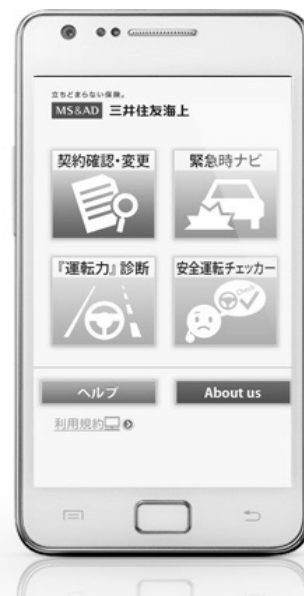 立ちどまらない保険。
MS&AD 三井住友海上
契約確認・変更
緊急時ナビ
『運転力』診断
安全運転チェッカー
Check
ヘルプ
About us
利用規約